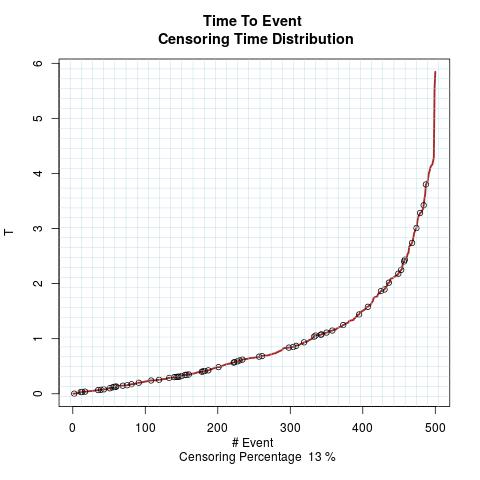 Time To Event
Censoring Time Distribution
6
5
4
3
2
1
0
T
0 100 200 300 400 500
# Event
Censoring Percentage 13 %